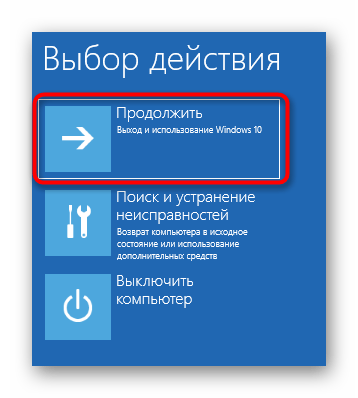 Выбор действия
Продолжить
Выход и использование Windows 10
Поиск и устранение
неисправностей
Возврат компьютера в исходное
состояние или использование
дополнительных средств
Выключить
компьютер